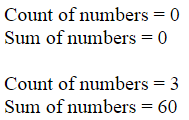 Count of numbers = 0
Sum of numbers = 0
Count of numbers = 3
Sum of numbers = 60